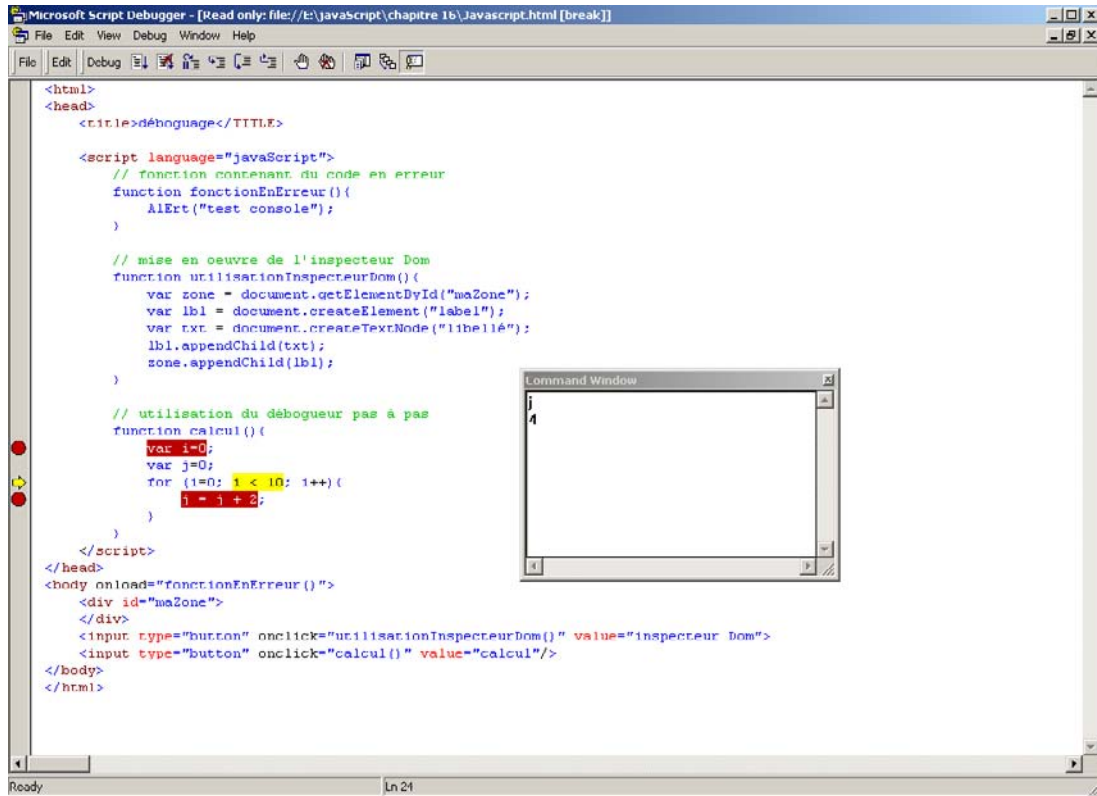 Microsoft Script Debugger - [Read only: file://E:\javaScript\chapitre 16\Javascript.html [break]]
File Edit View Debug Window Help
File Edit Debug
<html>
<head>
<title>déboguage</TITLE>
<script language="javaScript">
// fonction contenant du code en erreur
function fonctionEnErreur(){
AlErt("test console");
}
// mise en oeuvre de l'inspecteur Dom
function utilisationInspecteurDom(){
var zone = document.getElementById("maZone");
var lbl = document.createElement("label");
var txt = document.createTextNode("libellé");
lbl.appendChild(txt);
zone.appendChild(lbl);
}
// utilisation du débogueur pas à pas
function calcul(){
var i=0;
var j=0;
for (i=0; i < 10; i++){
j = j + 2;
}
}
</script>
</head>
<body onload="fonctionEnErreur()">
<div id="maZone">
</div>
<input type="button" onclick="utilisationInspecteurDom()" value="inspecteur Dom">
<input type="button" onclick="calcul()" value="calcul"/>
</body>
</html>
Command Window
j
4
Ready Ln 24